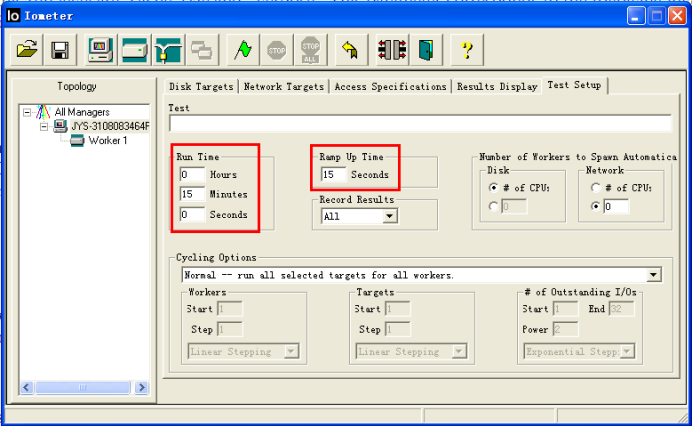 Iometer
STOP
STOP ALL
?
Topology
All Managers
JYS-3108083464F
Worker 1
Disk Targets
Network Targets
Access Specifications
Results Display
Test Setup
Test
Run Time
0 Hours
15 Minutes
0 Seconds
Ramp Up Time
15 Seconds
Record Results
All
Number of Workers to Spawn Automatica
Disk
# of CPU:
0
Network
# of CPU:
0
Cycling Options
Normal -- run all selected targets for all workers.
Workers
Start 1
Step 1
Linear Stepping
Targets
Start 1
Step 1
Linear Stepping
# of Outstanding I/Os
Start 1 End 32
Power 2
Exponential Stepp: